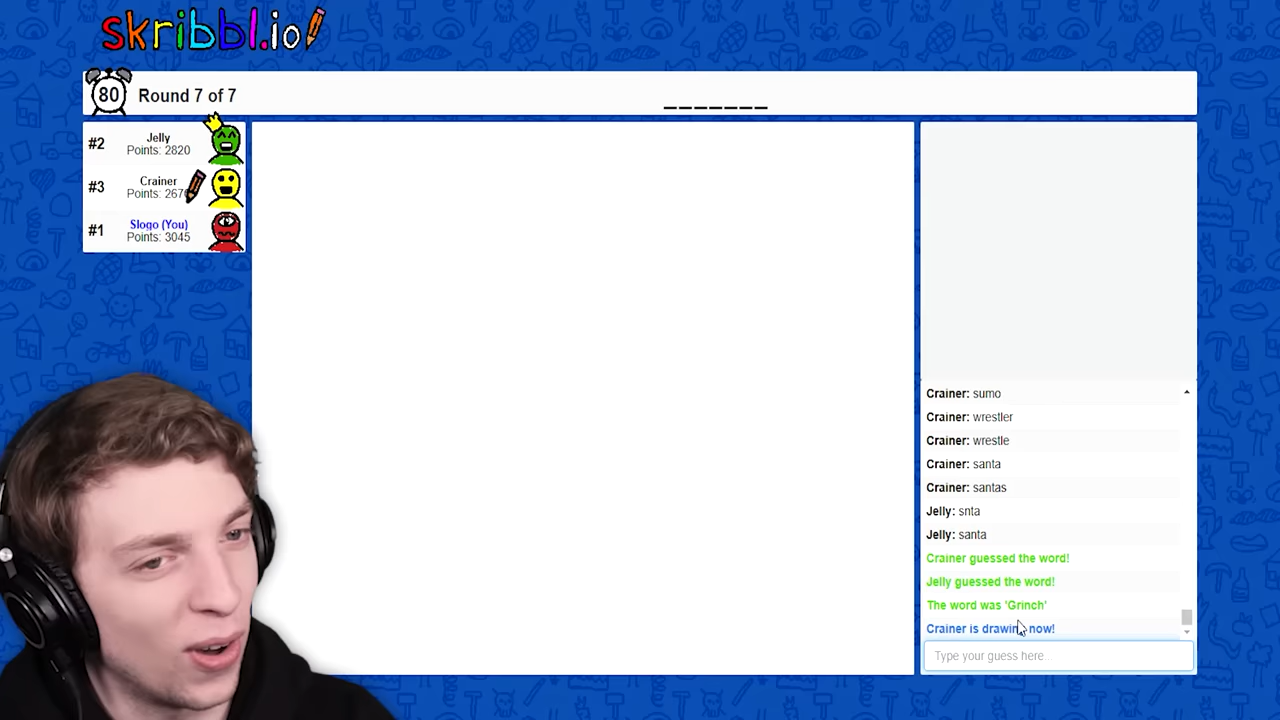 skribbl.io
80
Round 7 of 7
_______
#2
Jelly
Points: 2820
#3
Crainer
Points:
#1
Slogo (You)
Points: 3045
Crainer: sumo
Crainer: wrestler
Crainer: wrestle
Crainer: santa
Crainer: santas
Jelly: snta
Jelly: santa
Crainer guessed the word!
Jelly guessed the word!
The word was 'Grinch'
Crainer is drawing now!
Type your guess here...